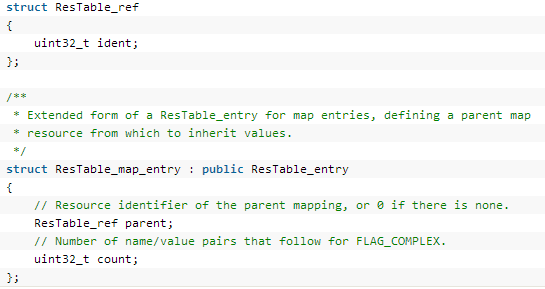 struct ResTable_ref
{
    uint32_t ident;
};

/**
 * Extended form of a ResTable_entry for map entries, defining a parent map
 * resource from which to inherit values.
 */
struct ResTable_map_entry : public ResTable_entry
{
    // Resource identifier of the parent mapping, or 0 if there is none.
    ResTable_ref parent;
    // Number of name/value pairs that follow for FLAG_COMPLEX.
    uint32_t count;
};